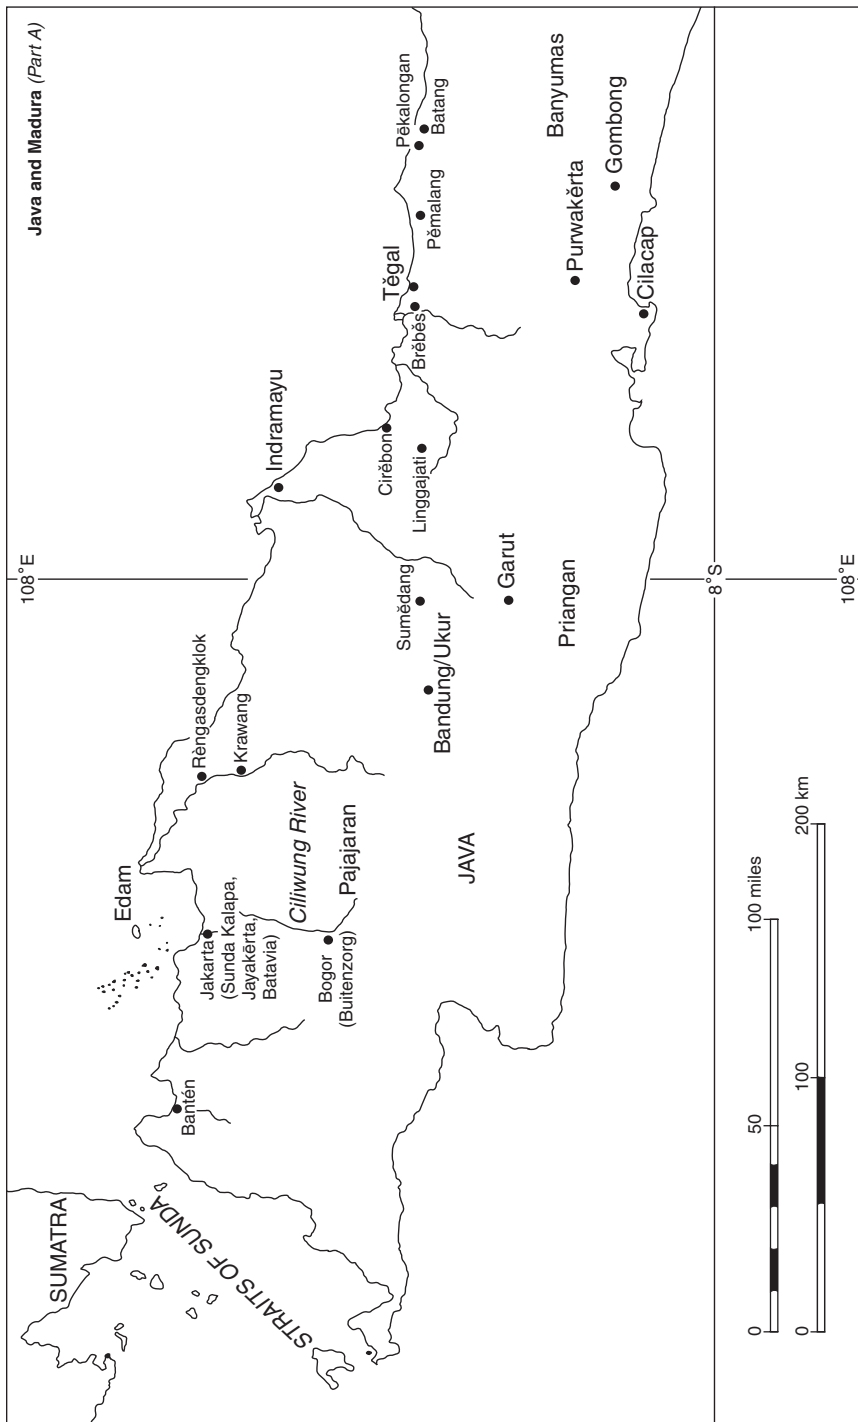 Java and Madura (Part A)
108°E
SUMATRA
STRAITS OF SUNDA
Bantén
Edam
Jakarta
(Sunda Kalapa,
Jayakĕrta,
Batavia)
Ciliwung River
Pajajaran
Bogor
(Buitenzorg)
Rèngasdengklok
Krawang
JAVA
Bandung/Ukur
Sumĕdang
Garut
Priangan
Indramayu
Cirĕbon
Linggajati
Brĕbĕs
Tĕgal
Pĕmalang
Pĕkalongan
Batang
Banyumas
Purwakĕrta
Gombong
Cilacap
8°S
108°E
0 50 100 miles
0 100 200 km